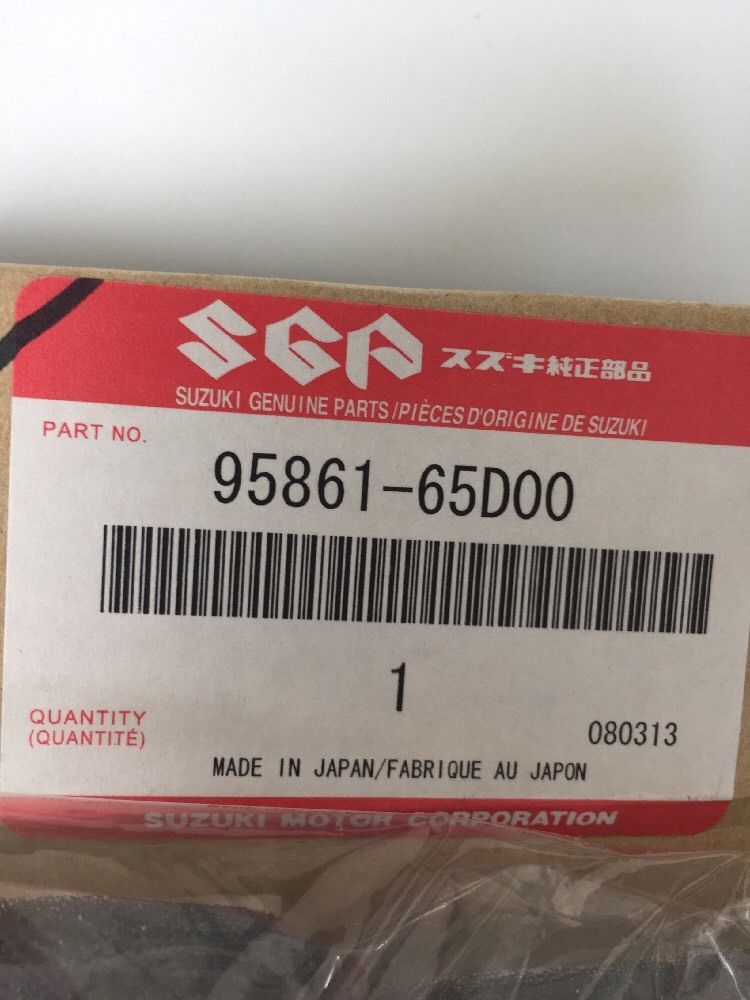 SGP スズキ純正部品
SUZUKI GENUINE PARTS/PIÈCES D'ORIGINE DE SUZUKI
PART NO.
95861-65D00
1
QUANTITY
(QUANTITÉ)
080313
MADE IN JAPAN/FABRIQUE AU JAPON
SUZUKI MOTOR CORPORATION